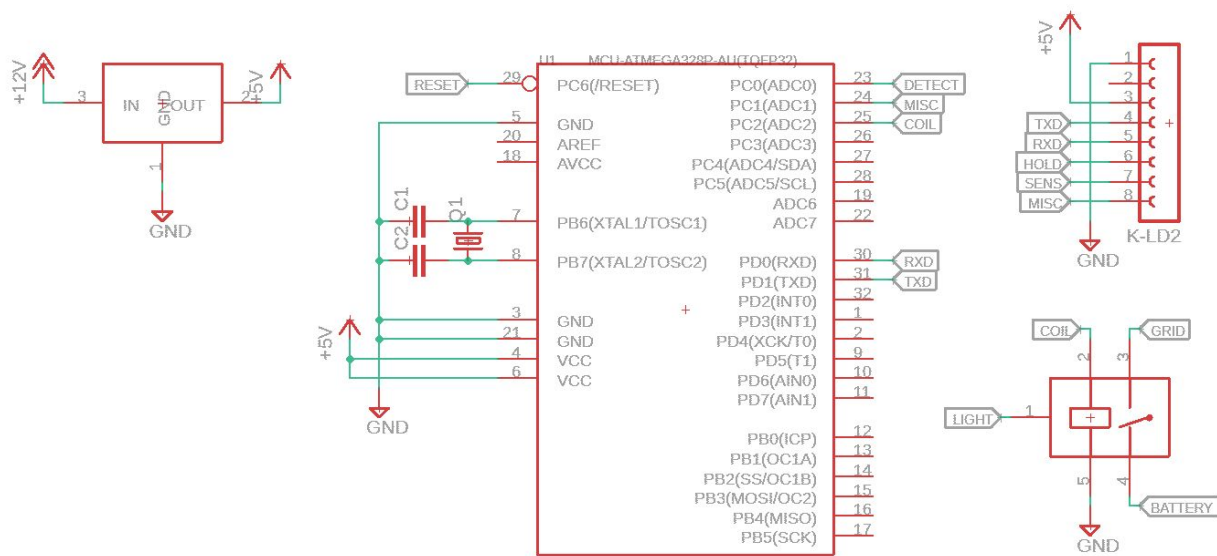 +12V
3
IN
GND
OUT
2
+5V
1
GND
U1
MCU-ATMEGA328P-AU(TQFP32)
RESET
29
PC6(/RESET)
5
GND
20
AREF
18
AVCC
C1
C2
Q1
7
PB6(XTAL1/TOSC1)
8
PB7(XTAL2/TOSC2)
3
GND
21
GND
+5V
4
VCC
6
VCC
GND
PC0(ADC0)
23
DETECT
PC1(ADC1)
24
MISC
PC2(ADC2)
25
COIL
PC3(ADC3)
26
PC4(ADC4/SDA)
27
PC5(ADC5/SCL)
28
ADC6
19
ADC7
22
PD0(RXD)
30
RXD
PD1(TXD)
31
TXD
PD2(INT0)
32
PD3(INT1)
1
PD4(XCK/T0)
2
PD5(T1)
9
PD6(AIN0)
10
PD7(AIN1)
11
PB0(ICP)
12
PB1(OC1A)
13
PB2(SS/OC1B)
14
PB3(MOSI/OC2)
15
PB4(MISO)
16
PB5(SCK)
17
+5V
1
2
3
TXD
4
RXD
5
HOLD
6
SENS
7
MISC
8
K-LD2
GND
COIL
2
3
GRID
LIGHT
1
5
4
BATTERY
GND